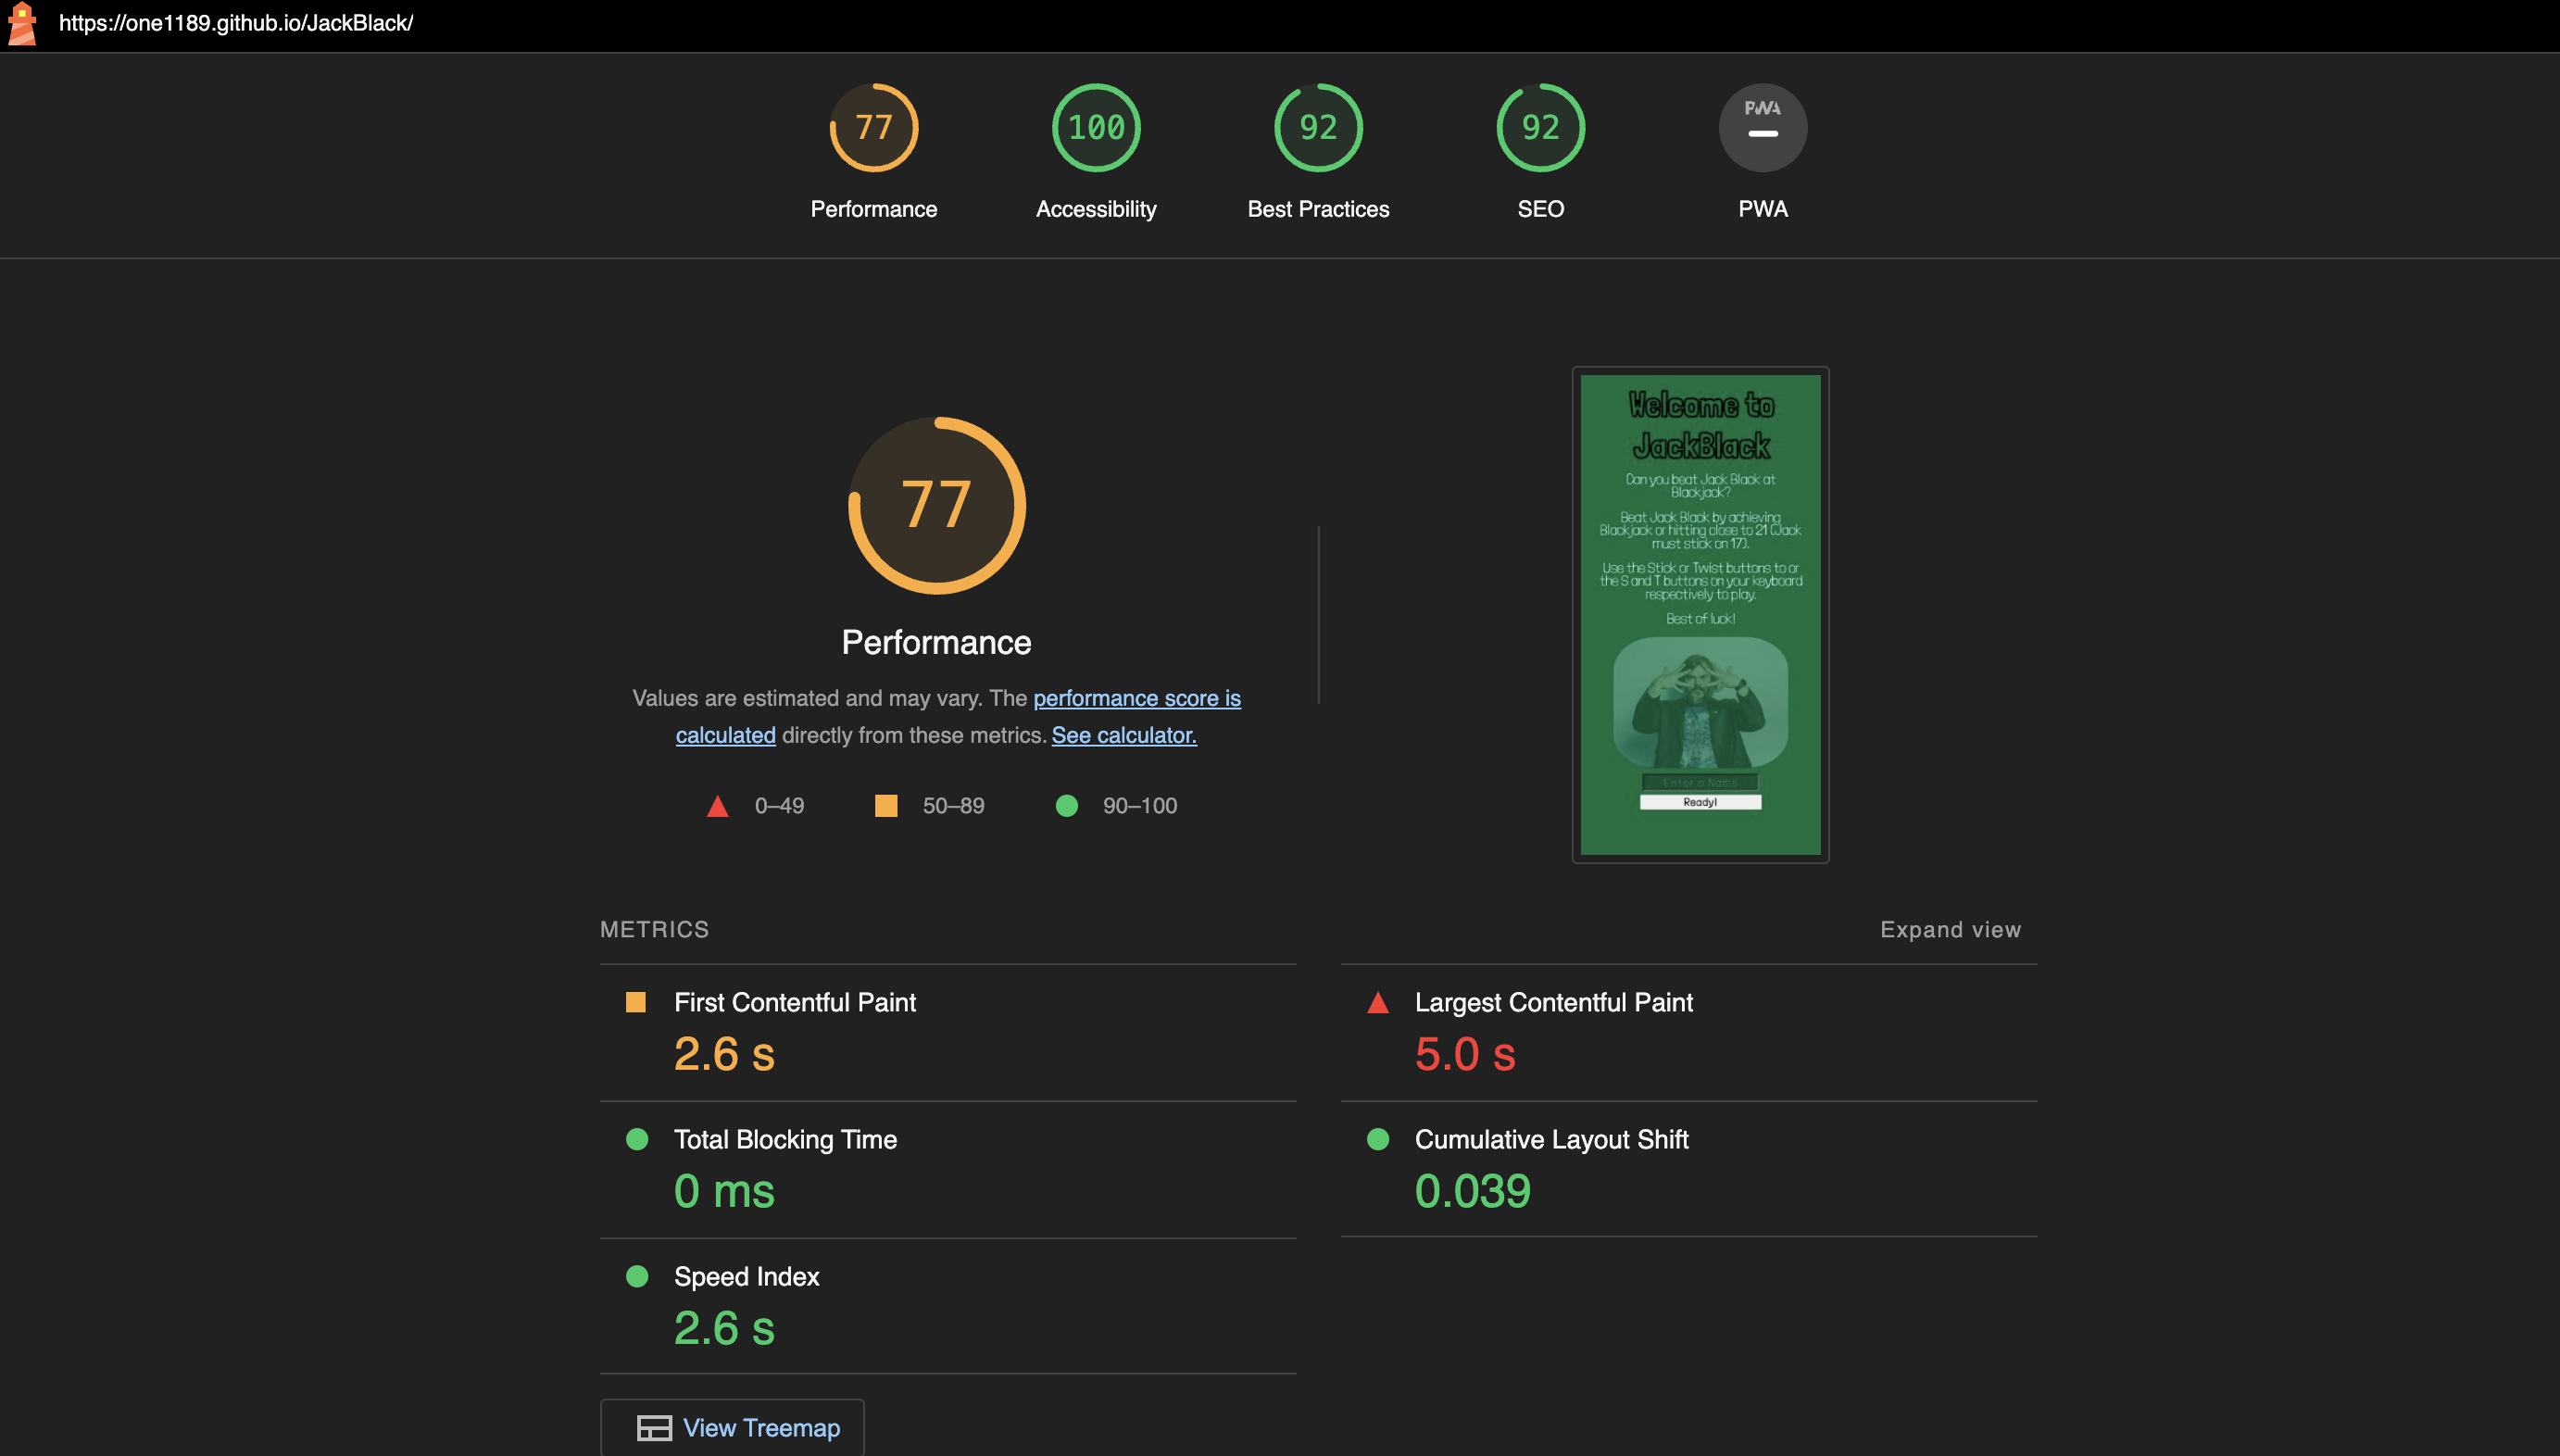 https://one1189.github.io/JackBlack/
77
100
92
92
PWA
Performance
Accessibility
Best Practices
SEO
PWA
77
Performance
Values are estimated and may vary. The performance score is
calculated directly from these metrics. See calculator.
0–49
50–89
90–100
Welcome to
JackBlack
Can you beat Jack Black at
Blackjack?
Beat Jack Black by achieving
Blackjack or hitting close to 21 (Jack
must stick on 17).
Use the Stick or Twist buttons to or
the S and T buttons on your keyboard
respectively to play.
Best of luck!
Enter a Name
Ready!
METRICS
Expand view
First Contentful Paint
2.6 s
Largest Contentful Paint
5.0 s
Total Blocking Time
0 ms
Cumulative Layout Shift
0.039
Speed Index
2.6 s
View Treemap